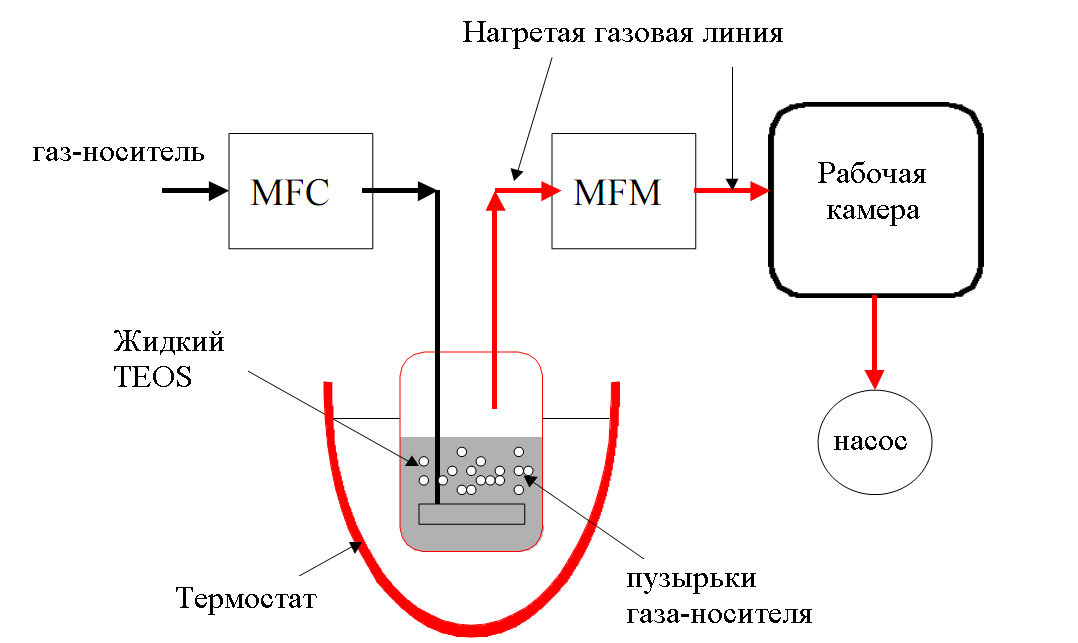 Нагретая газовая линия
газ-носитель
MFC
MFM
Рабочая
камера
Жидкий
TEOS
насос
Термостат
пузырьки
газа-носителя